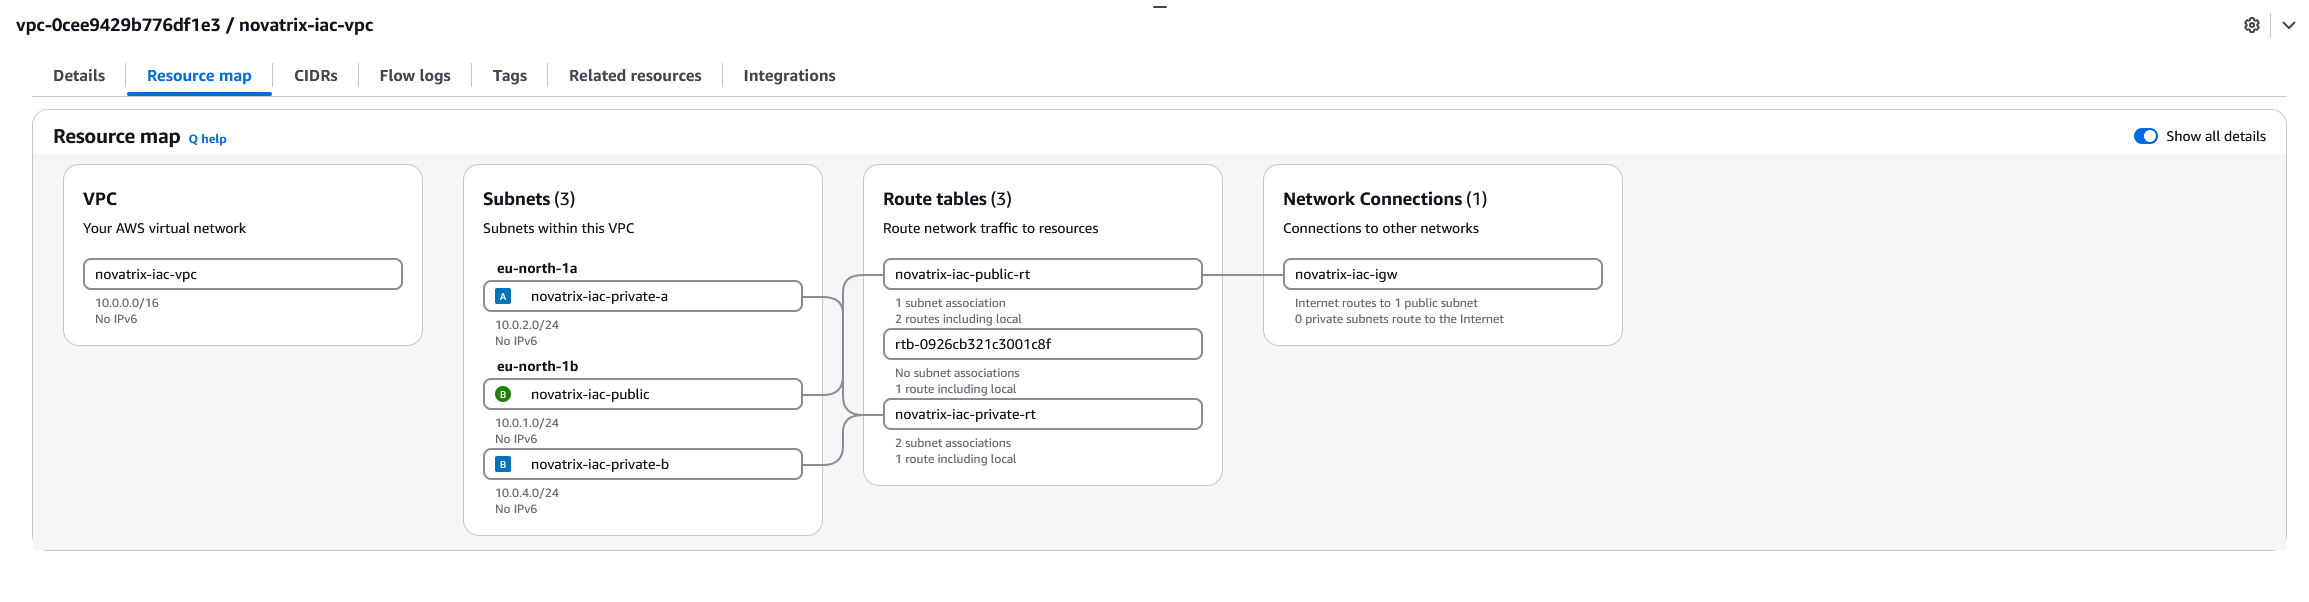 vpc-0cee9429b776df1e3 / novatrix-iac-vpc
Details Resource map CIDRs Flow logs Tags Related resources Integrations
Resource map Q help
Show all details
VPC
Your AWS virtual network
novatrix-iac-vpc
10.0.0.0/16
No IPv6
Subnets (3)
Subnets within this VPC
eu-north-1a
A novatrix-iac-private-a
10.0.2.0/24
No IPv6
eu-north-1b
B novatrix-iac-public
10.0.1.0/24
No IPv6
B novatrix-iac-private-b
10.0.4.0/24
No IPv6
Route tables (3)
Route network traffic to resources
novatrix-iac-public-rt
1 subnet association
2 routes including local
rtb-0926cb321c3001c8f
No subnet associations
1 route including local
novatrix-iac-private-rt
2 subnet associations
1 route including local
Network Connections (1)
Connections to other networks
novatrix-iac-igw
Internet routes to 1 public subnet
0 private subnets route to the Internet